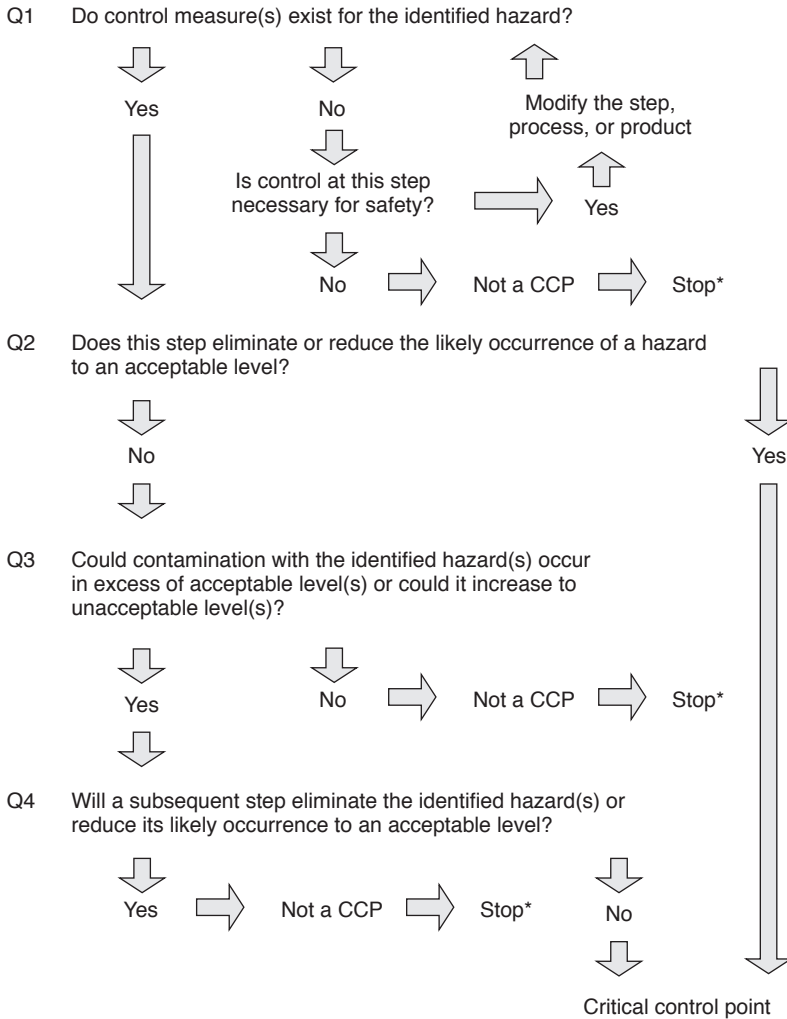 Q1 Do control measure(s) exist for the identified hazard?
Yes No Modify the step,
process, or product
Is control at this step
necessary for safety? Yes
No Not a CCP Stop*
Q2 Does this step eliminate or reduce the likely occurrence of a hazard
to an acceptable level?
No Yes
Q3 Could contamination with the identified hazard(s) occur
in excess of acceptable level(s) or could it increase to
unacceptable level(s)?
Yes No Not a CCP Stop*
Q4 Will a subsequent step eliminate the identified hazard(s) or
reduce its likely occurrence to an acceptable level?
Yes Not a CCP Stop* No
Critical control point